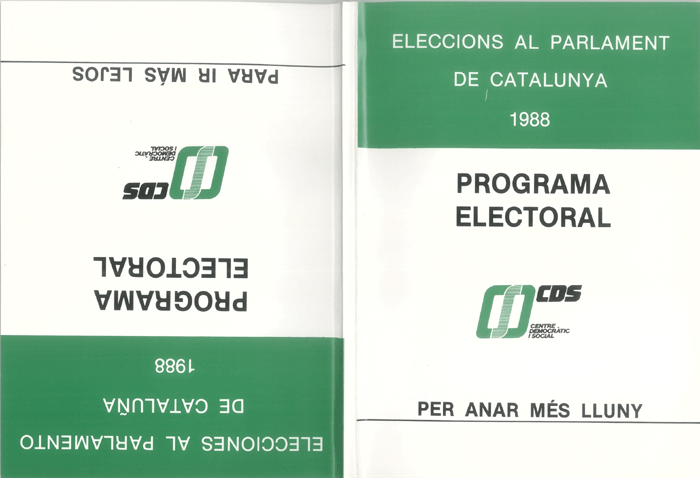 ELECCIONS AL PARLAMENT
DE CATALUNYA
1988
PROGRAMA
ELECTORAL
CDS
CENTRE
DEMOCRÀTIC
I SOCIAL
PER ANAR MÉS LLUNY
ELECCIONES AL PARLAMENTO
DE CATALUÑA
1988
PROGRAMA
ELECTORAL
CDS
CENTRE
DEMOCRÀTIC
I SOCIAL
PARA IR MÁS LEJOS